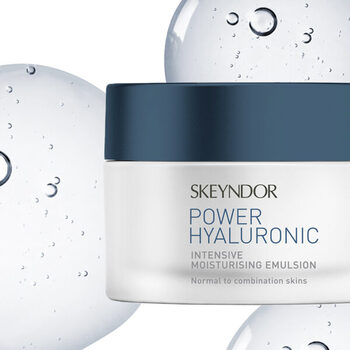 SKEYNDOR
POWER
HYALURONIC
INTENSIVE
MOISTURISING EMULSION
Normal to combination skins